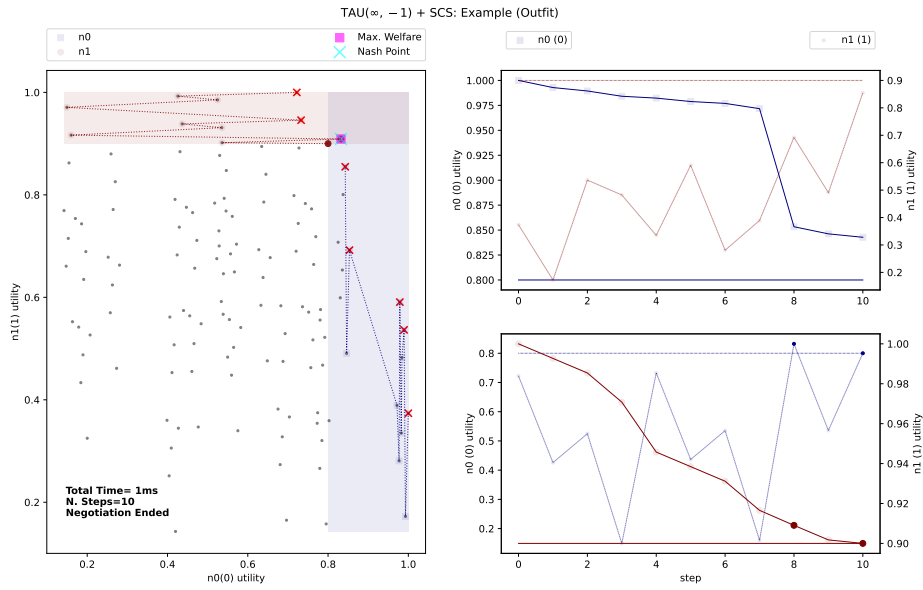 TAU(∞, −1) + SCS: Example (Outfit)
n0
n1
Max. Welfare
Nash Point
n0 (0)
n1 (1)
1.0
0.8
0.6
0.4
0.2
n1(1) utility
Total Time= 1ms
N. Steps=10
Negotiation Ended
0.2 0.4 0.6 0.8 1.0
n0(0) utility
1.000
0.975
0.950
0.925
0.900
0.875
0.850
0.825
0.800
n0 (0) utility
0.9
0.8
0.7
0.6
0.5
0.4
0.3
0.2
n1 (1) utility
0 2 4 6 8 10
0.8
0.7
0.6
0.5
0.4
0.3
0.2
n0 (0) utility
1.00
0.98
0.96
0.94
0.92
0.90
n1 (1) utility
0 2 4 6 8 10
step